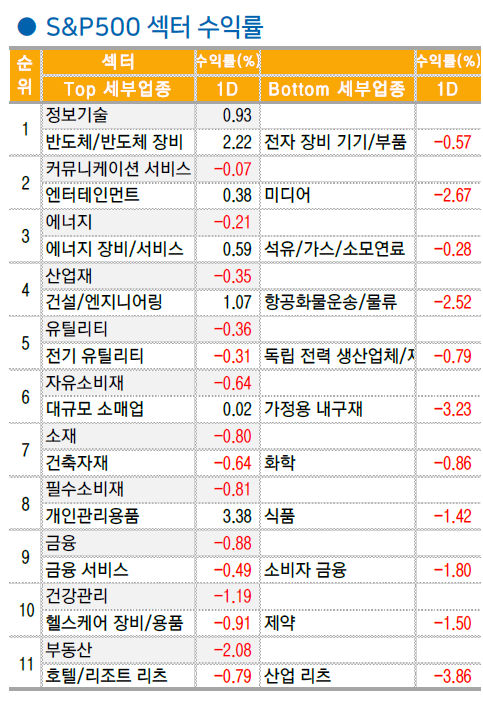 ● S&P500 섹터 수익률
순위 섹터 수익률(%) 수익률(%)
Top 세부업종 1D Bottom 세부업종 1D
1 정보기술 0.93
반도체/반도체 장비 2.22 전자 장비 기기/부품 -0.57
2 커뮤니케이션 서비스 -0.07
엔터테인먼트 0.38 미디어 -2.67
3 에너지 -0.21
에너지 장비/서비스 0.59 석유/가스/소모연료 -0.28
4 산업재 -0.35
건설/엔지니어링 1.07 항공화물운송/물류 -2.52
5 유틸리티 -0.36
전기 유틸리티 -0.31 독립 전력 생산업체/ -0.79
6 자유소비재 -0.64
대규모 소매업 0.02 가정용 내구재 -3.23
7 소재 -0.80
건축자재 -0.64 화학 -0.86
8 필수소비재 -0.81
개인관리용품 3.38 식품 -1.42
9 금융 -0.88
금융 서비스 -0.49 소비자 금융 -1.80
10 건강관리 -1.19
헬스케어 장비/용품 -0.91 제약 -1.50
11 부동산 -2.08
호텔/리조트 리츠 -0.79 산업 리츠 -3.86